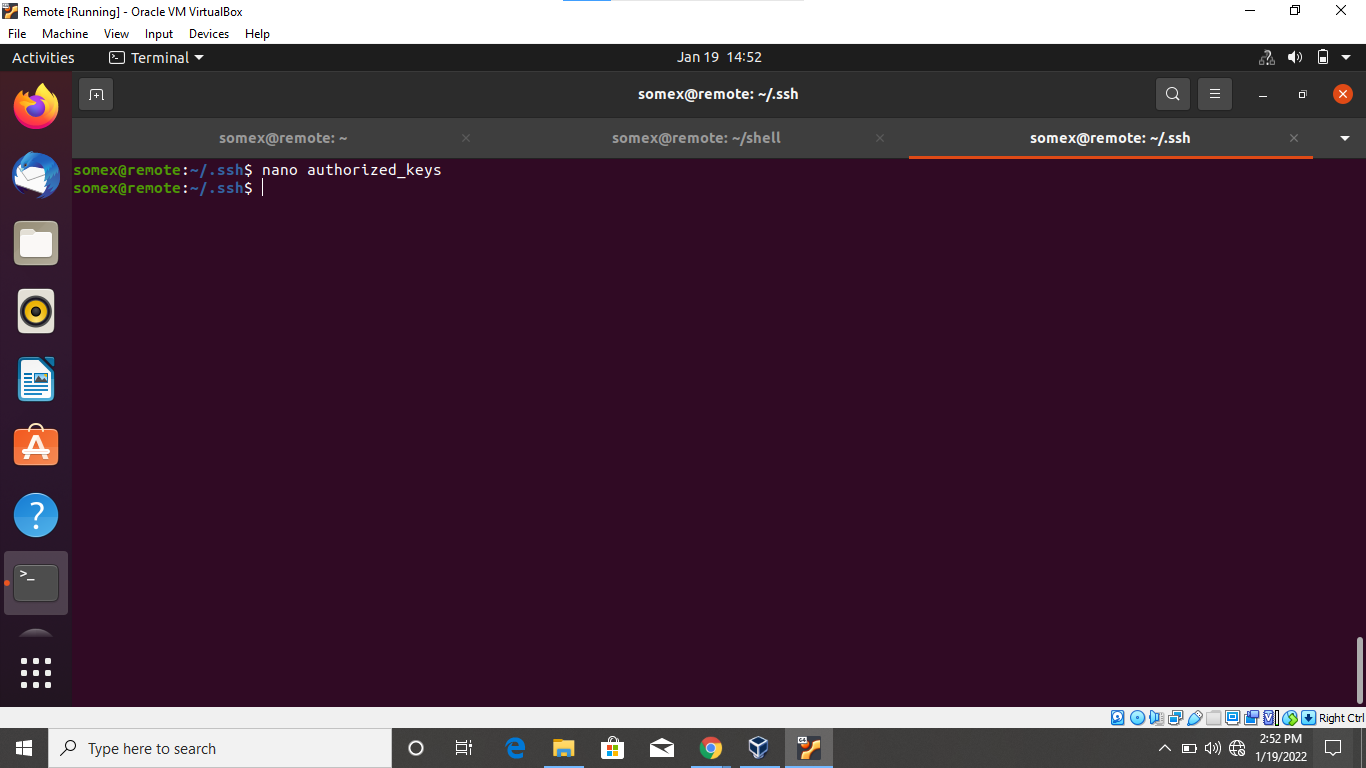 Remote [Running] - Oracle VM VirtualBox
File Machine View Input Devices Help
Activities Terminal Jan 19 14:52
somex@remote: ~/.ssh
somex@remote: ~ × somex@remote: ~/shell × somex@remote: ~/.ssh ×
somex@remote:~/.ssh$ nano authorized_keys
somex@remote:~/.ssh$
?
>_
Right Ctrl
Type here to search
2:52 PM
1/19/2022